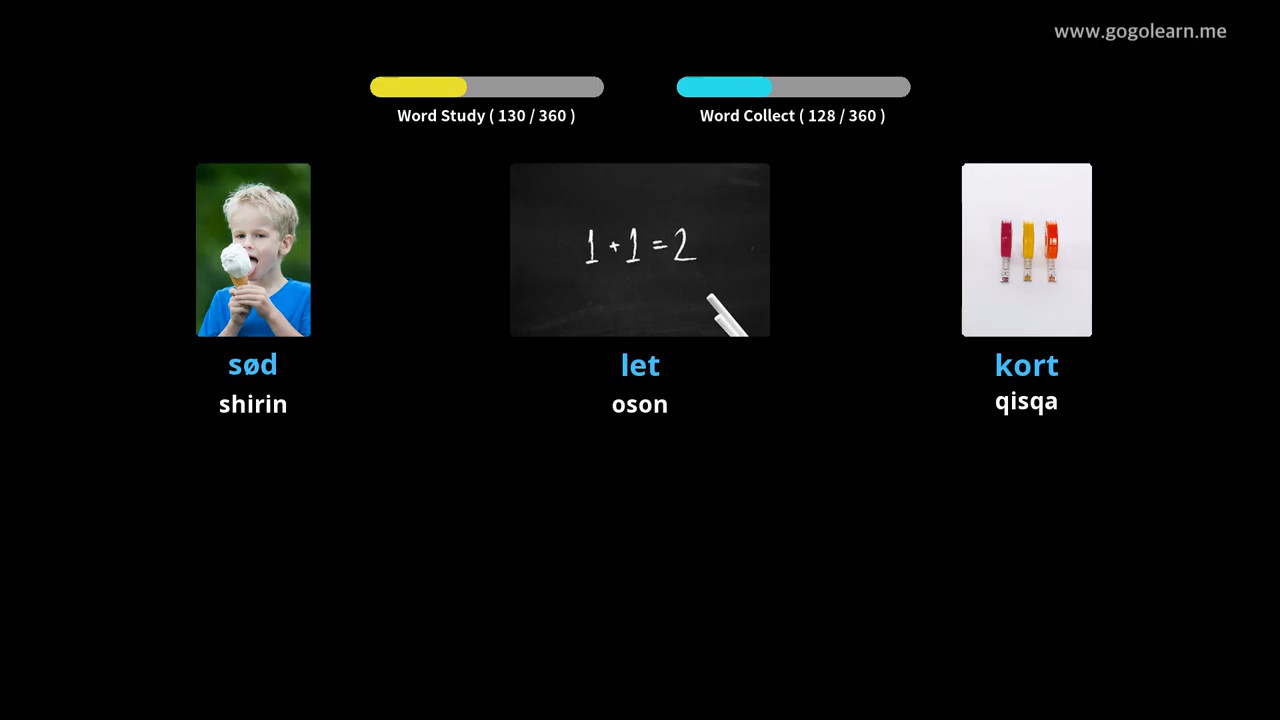 www.gogolearn.me
Word Study ( 130 / 360 )
Word Collect ( 128 / 360 )
1 + 1 = 2
sød
let
kort
shirin
oson
qisqa